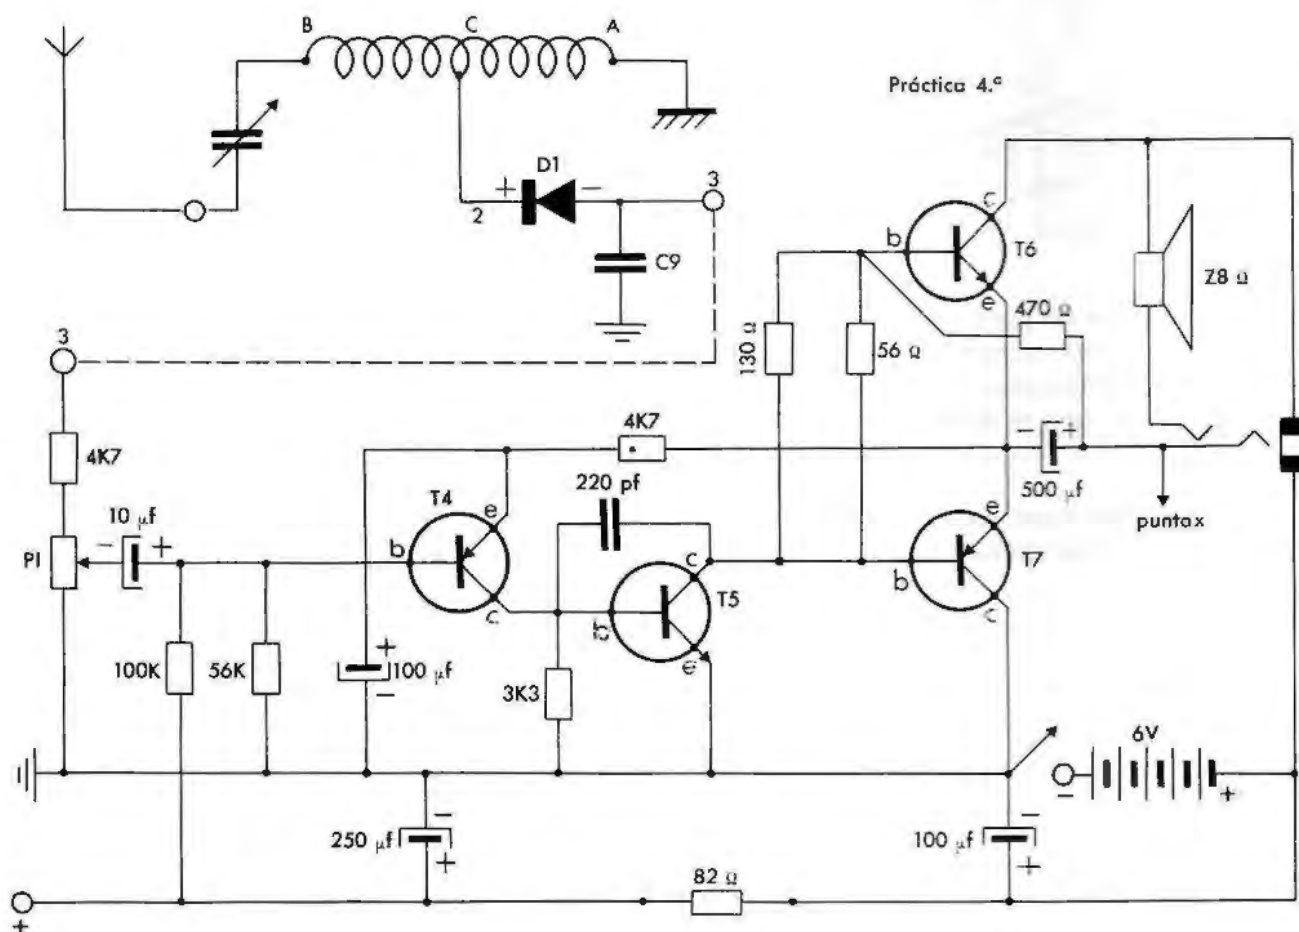 B C A
Práctica 4.ª
D1
+ -
3
2
C9
c
b
T6
e
Z8 Ω
470 Ω
130 Ω
56 Ω
3
4K7
4K7
- +
220 pf
500 µf
puntax
T4
e
10 µf
- +
b
P1
c
c
T5
e
e
T7
b
c
100K
56K
+
100 µf
-
3K3
6V
- +
-
250 µf
+
-
100 µf
+
82 Ω
+